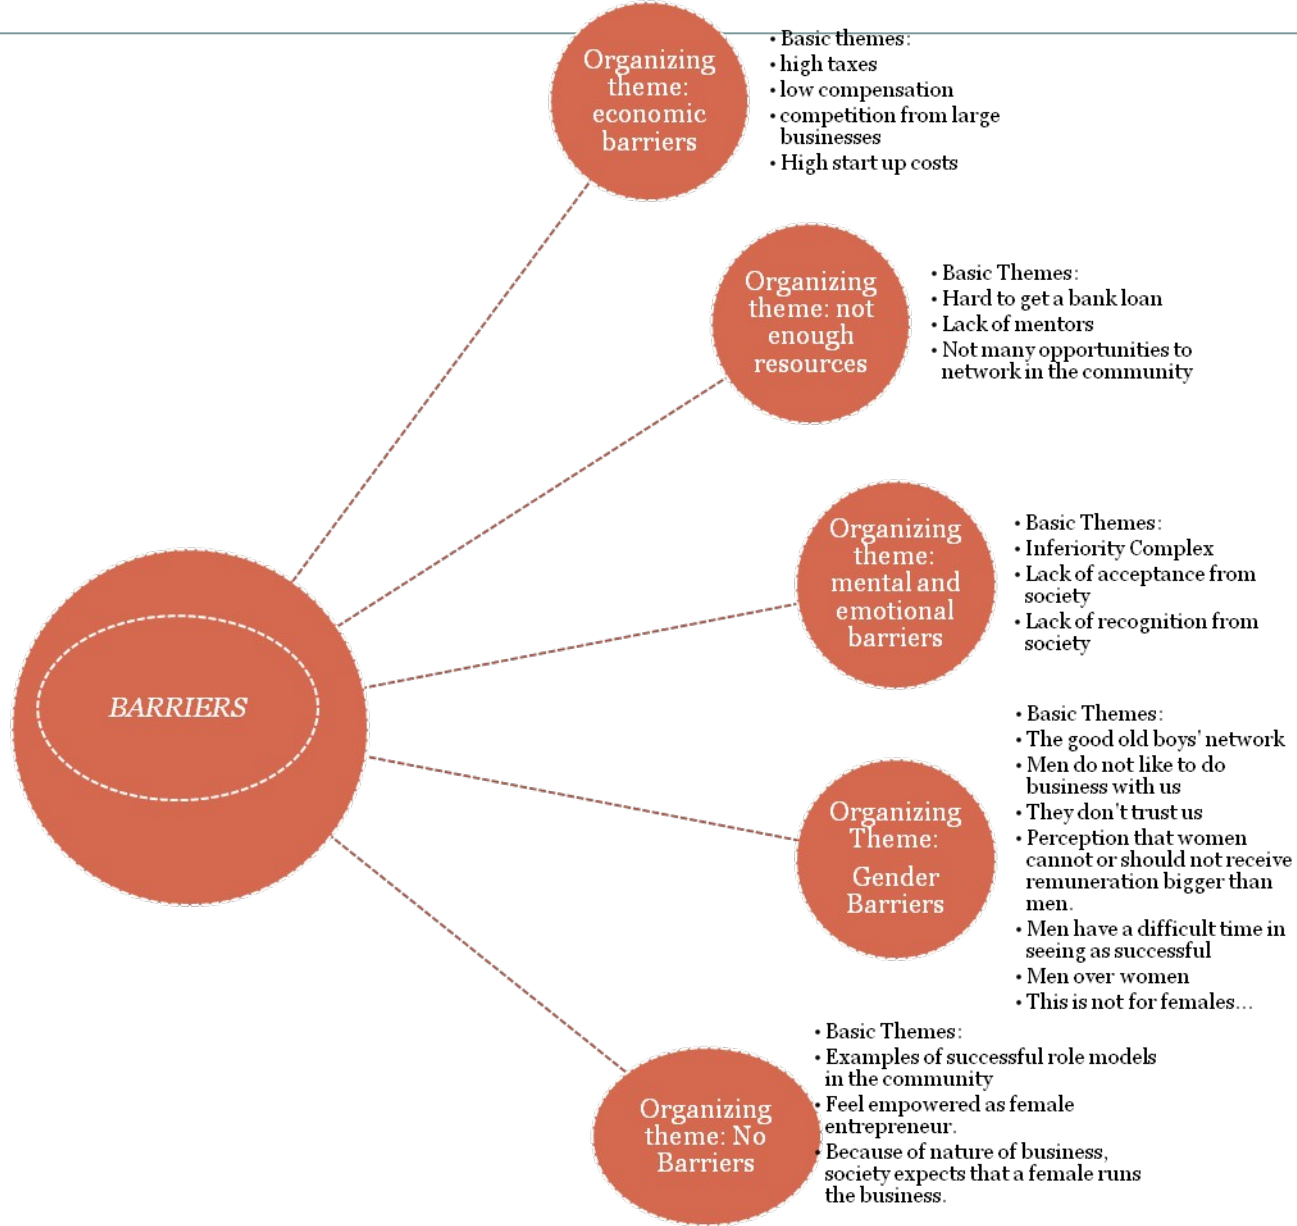 Organizing
theme:
economic
barriers
• Basic themes:
• high taxes
• low compensation
• competition from large
businesses
• High start up costs
Organizing
theme: not
enough
resources
• Basic Themes:
• Hard to get a bank loan
• Lack of mentors
• Not many opportunities to
network in the community
Organizing
theme:
mental and
emotional
barriers
• Basic Themes:
• Inferiority Complex
• Lack of acceptance from
society
• Lack of recognition from
society
BARRIERS
Organizing
Theme:
Gender
Barriers
• Basic Themes:
• The good old boys' network
• Men do not like to do
business with us
• They don't trust us
• Perception that women
cannot or should not receive
remuneration bigger than
men.
• Men have a difficult time in
seeing as successful
• Men over women
• This is not for females...
Organizing
theme: No
Barriers
• Basic Themes:
• Examples of successful role models
in the community
• Feel empowered as female
entrepreneur.
• Because of nature of business,
society expects that a female runs
the business.